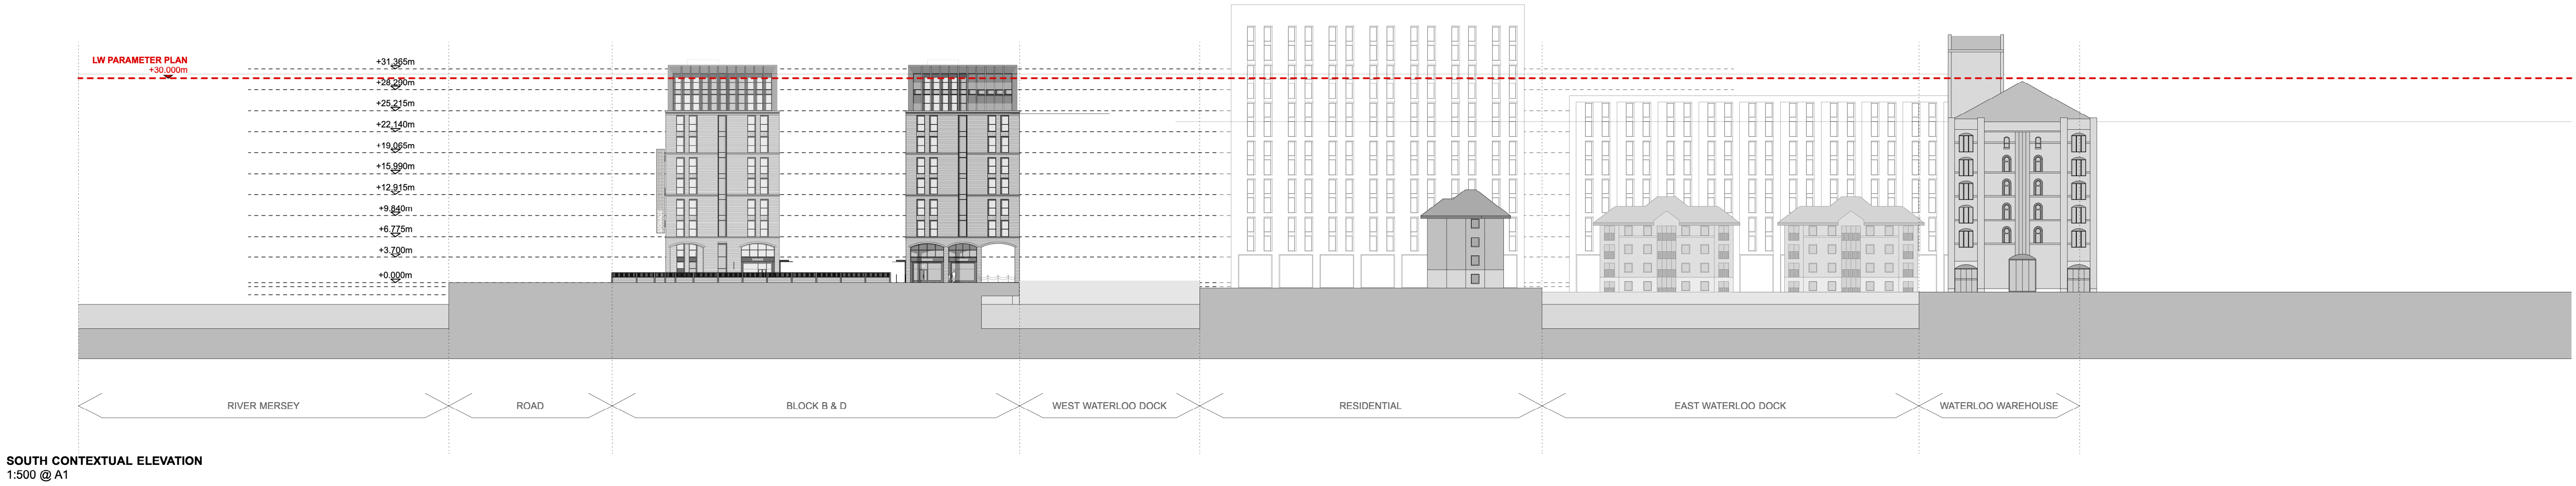 LW PARAMETER PLAN
+30.000m
+31.365m
+28.290m
+25.215m
+22.140m
+19.065m
+15.990m
+12.915m
+9.840m
+6.775m
+3.700m
+0.000m
RIVER MERSEY
ROAD
BLOCK B & D
WEST WATERLOO DOCK
RESIDENTIAL
EAST WATERLOO DOCK
WATERLOO WAREHOUSE
SOUTH CONTEXTUAL ELEVATION
1:500 @ A1